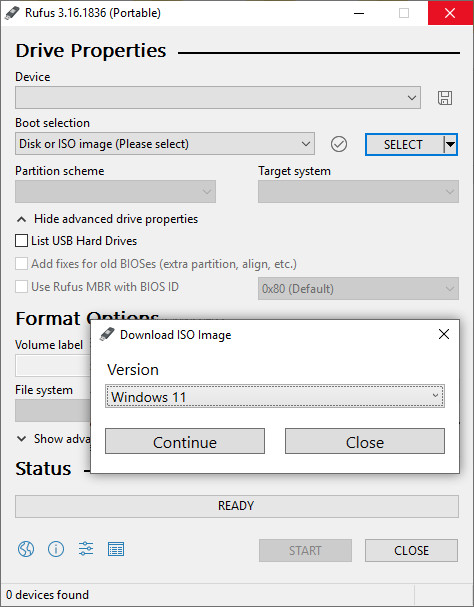 Rufus 3.16.1836 (Portable)
Drive Properties
Device
Boot selection
Disk or ISO image (Please select)
SELECT
Partition scheme
Target system
Hide advanced drive properties
List USB Hard Drives
Add fixes for old BIOSes (extra partition, align, etc.)
Use Rufus MBR with BIOS ID
0x80 (Default)
Format Options
Download ISO Image
Volume label
Version
Windows 11
File system
Continue
Close
Show adva
Status
READY
START
CLOSE
0 devices found